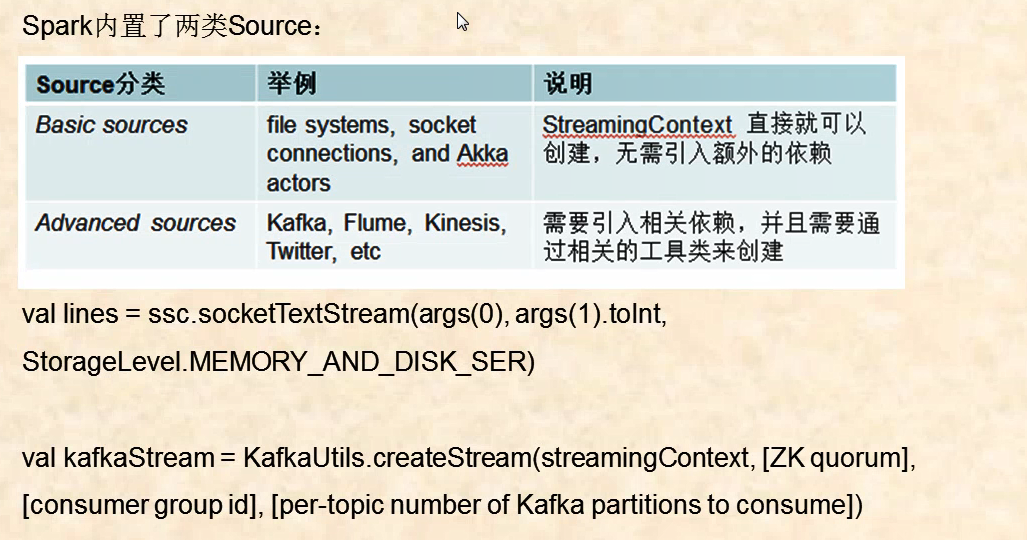 Spark内置了两类Source：
Source分类 举例 说明
Basic sources file systems, socket connections, and Akka actors StreamingContext 直接就可以创建，无需引入额外的依赖
Advanced sources Kafka, Flume, Kinesis, Twitter, etc 需要引入相关依赖，并且需要通过相关的工具类来创建
val lines = ssc.socketTextStream(args(0), args(1).toInt,
StorageLevel.MEMORY_AND_DISK_SER)
val kafkaStream = KafkaUtils.createStream(streamingContext, [ZK quorum],
[consumer group id], [per-topic number of Kafka partitions to consume])